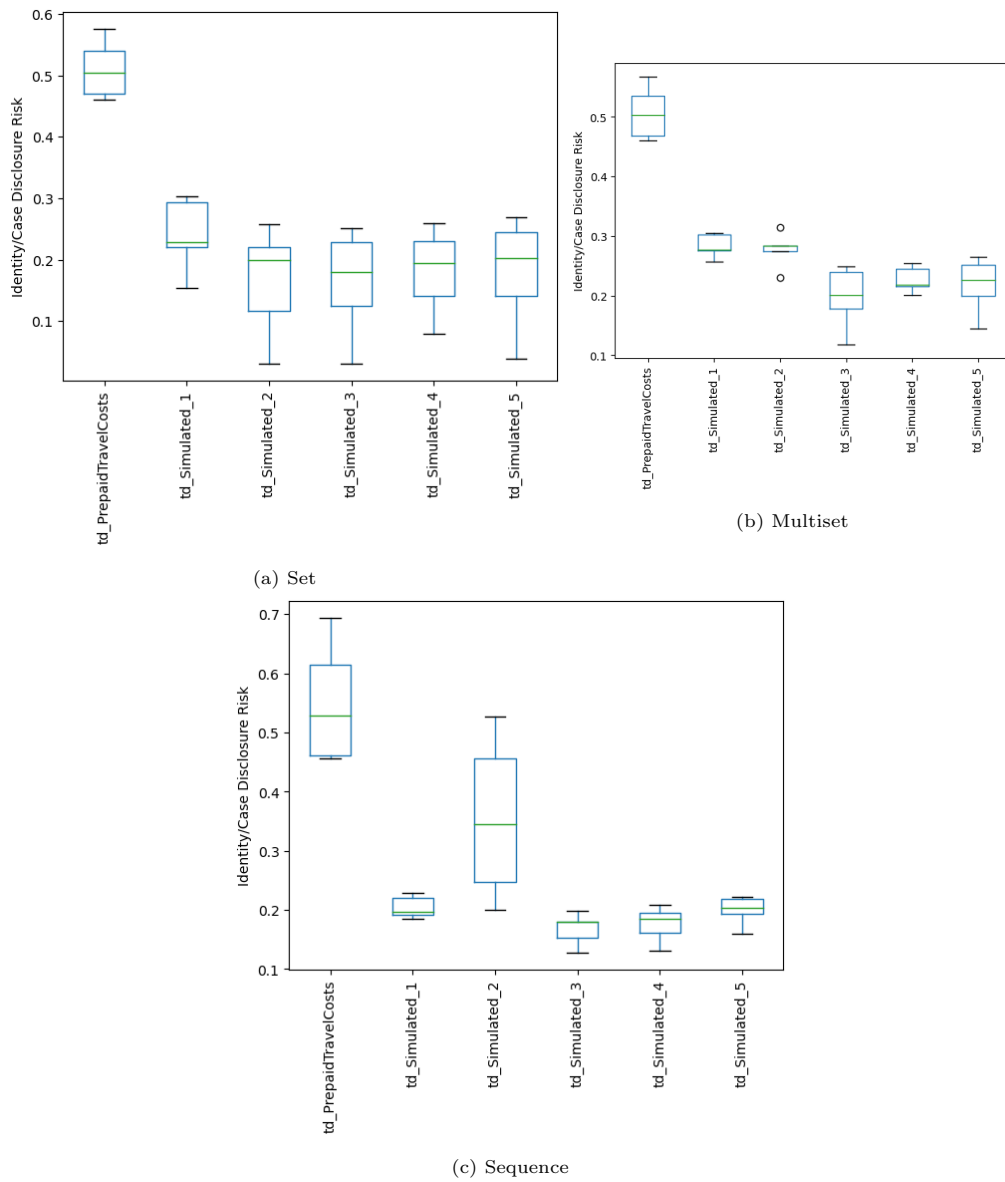 0.6
0.5
0.4
0.3
0.2
0.1
Identity/Case Disclosure Risk
td_PrepaidTravelCosts
td_Simulated_1
td_Simulated_2
td_Simulated_3
td_Simulated_4
td_Simulated_5
(a) Set
0.5
0.4
0.3
0.2
0.1
Identity/Case Disclosure Risk
td_PrepaidTravelCosts
td_Simulated_1
td_Simulated_2
td_Simulated_3
td_Simulated_4
td_Simulated_5
(b) Multiset
0.7
0.6
0.5
0.4
0.3
0.2
0.1
Identity/Case Disclosure Risk
td_PrepaidTravelCosts
td_Simulated_1
td_Simulated_2
td_Simulated_3
td_Simulated_4
td_Simulated_5
(c) Sequence